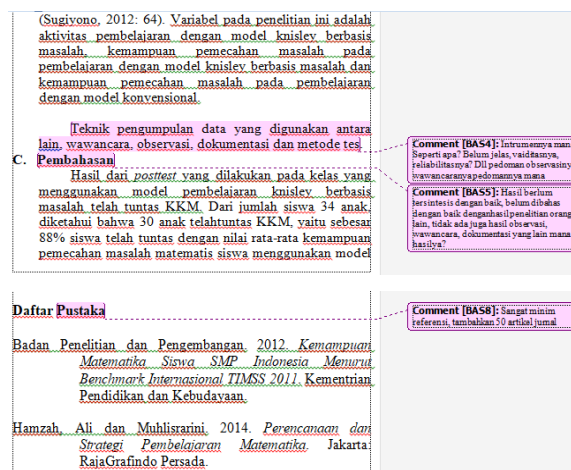 (Sugiyono, 2012: 64). Variabel pada penelitian ini adalah
aktivitas pembelajaran dengan model knisley berbasis
masalah, kemampuan pemecahan masalah pada
pembelajaran dengan model knisley berbasis masalah dan
kemampuan pemecahan masalah pada pembelajaran
dengan model konvensional.
Teknik pengumpulan data yang digunakan antara
lain, wawancara, observasi, dokumentasi dan metode tes.
C. Pembahasan
Hasil dari posttest yang dilakukan pada kelas yang
menggunakan model pembelajaran knisley berbasis
masalah telah tuntas KKM. Dari jumlah siswa 34 anak,
diketahui bahwa 30 anak telahtuntas KKM, yaitu sebesar
88% siswa telah tuntas dengan nilai rata-rata kemampuan
pemecahan masalah matematis siswa menggunakan model
Comment [BAS4]: Intrumennya man
Seperti apa? Belum jelas, vaidtasnya,
reliabilitasnya? Dll pedoman observasiny
wawancaranya pedomannya mana
Comment [BAS5]: Hasil berlum
tersintesis dengan baik, belum dibahas
dengan baik denganhasil penelitian orang
lain, tidak ada juga hasil observasi,
wawancara, dokumentasi yang lain mana
hasilya?
Daftar Pustaka
Comment [BAS8]: Sangat minim
referensi, tambahkan 50 artikel jurnal
Badan Penelitian dan Pengembangan. 2012. Kemampuan
Matematika Siswa SMP Indonesia Menurut
Benchmark Internasional TIMSS 2011. Kementrian
Pendidikan dan Kebudayaan.
Hamzah, Ali dan Muhlisrarini. 2014. Perencanaan dan
Strategi Pembelajaran Matematika. Jakarta:
RajaGrafindo Persada.